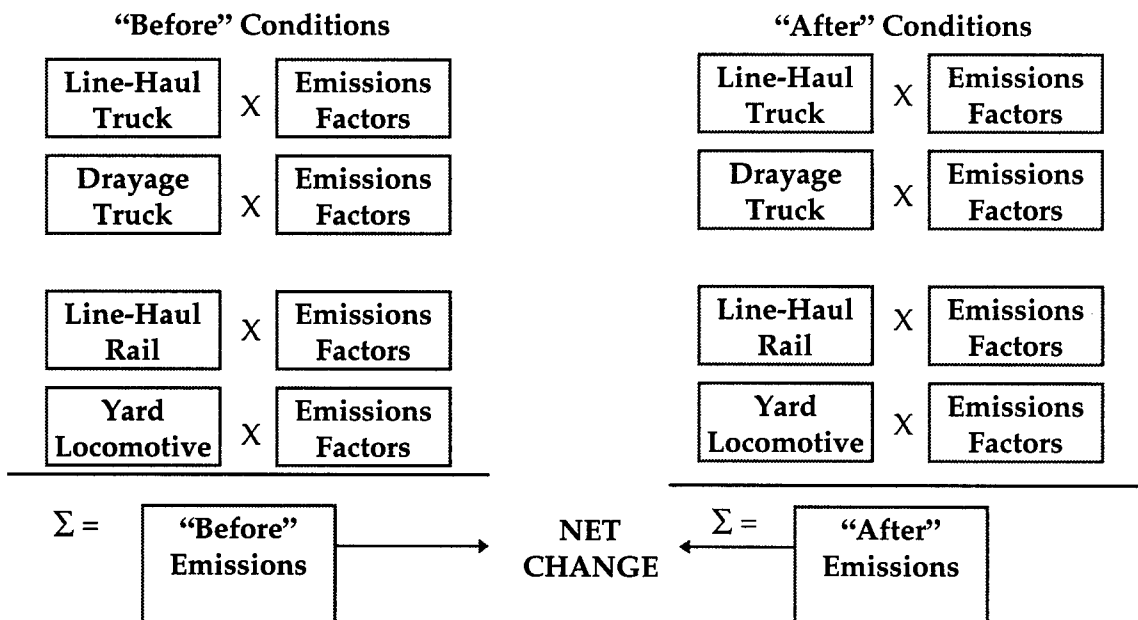 “Before” Conditions
Line-Haul
Truck
X
Emissions
Factors
Drayage
Truck
X
Emissions
Factors
Line-Haul
Rail
X
Emissions
Factors
Yard
Locomotive
X
Emissions
Factors
Σ =
“Before”
Emissions
“After” Conditions
Line-Haul
Truck
X
Emissions
Factors
Drayage
Truck
X
Emissions
Factors
Line-Haul
Rail
X
Emissions
Factors
Yard
Locomotive
X
Emissions
Factors
Σ =
“After”
Emissions
NET
CHANGE